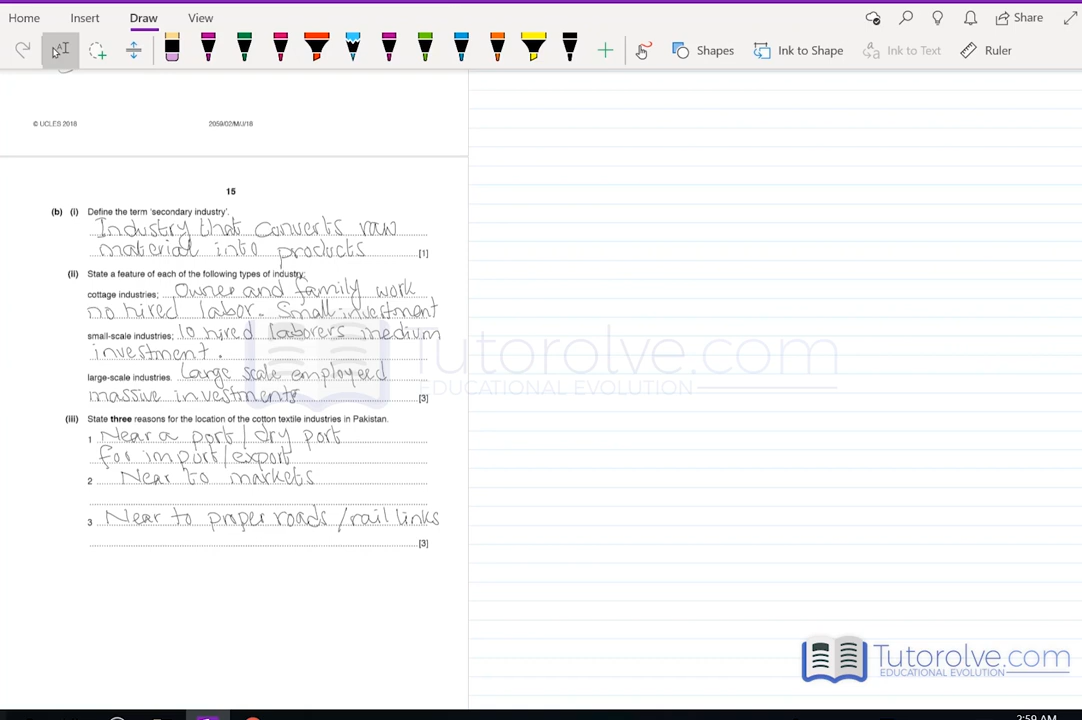 Home Insert Draw View Share
Shapes Ink to Shape Ink to Text Ruler
© UCLES 2018 2059/02/M/J/18
15
(b) (i) Define the term 'secondary industry'.
Industry that converts raw
material into products [1]
(ii) State a feature of each of the following types of industry:
cottage industries; Owner and family work
no hired labor. Small investment
small-scale industries; 10 hired laborers medium
investment.
large-scale industries. Large scale employeed
massive investments [3]
(iii) State three reasons for the location of the cotton textile industries in Pakistan.
1 Near a port/dry port
for import/export
2 Near to markets
3 Near to proper roads/rail links
[3]
Tutorolve.com
EDUCATIONAL EVOLUTION
Tutorolve.com
EDUCATIONAL EVOLUTION
2:59 AM